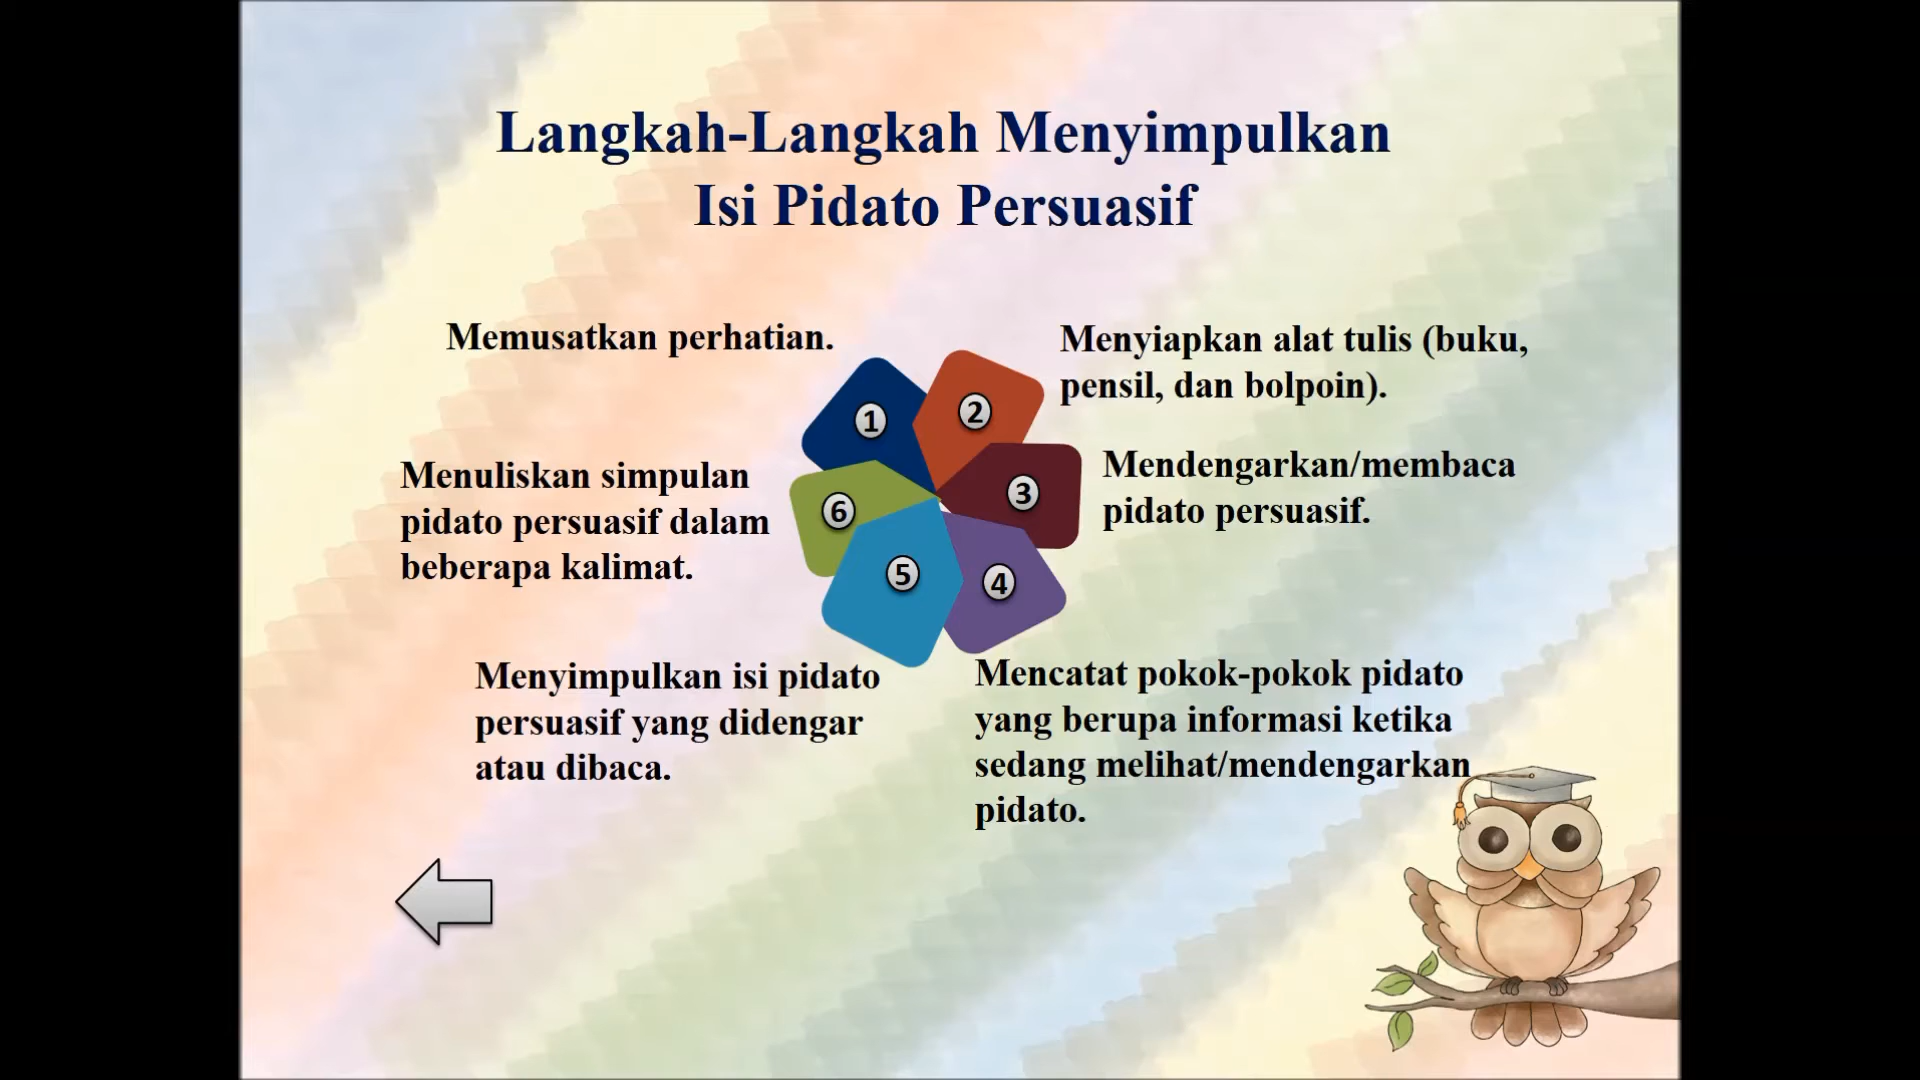 Langkah-Langkah Menyimpulkan
Isi Pidato Persuasif
1
Memusatkan perhatian.
2
Menyiapkan alat tulis (buku,
pensil, dan bolpoin).
3
Mendengarkan/membaca
pidato persuasif.
4
Mencatat pokok-pokok pidato
yang berupa informasi ketika
sedang melihat/mendengarkan
pidato.
5
Menyimpulkan isi pidato
persuasif yang didengar
atau dibaca.
6
Menuliskan simpulan
pidato persuasif dalam
beberapa kalimat.